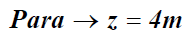 Para → z = 4m